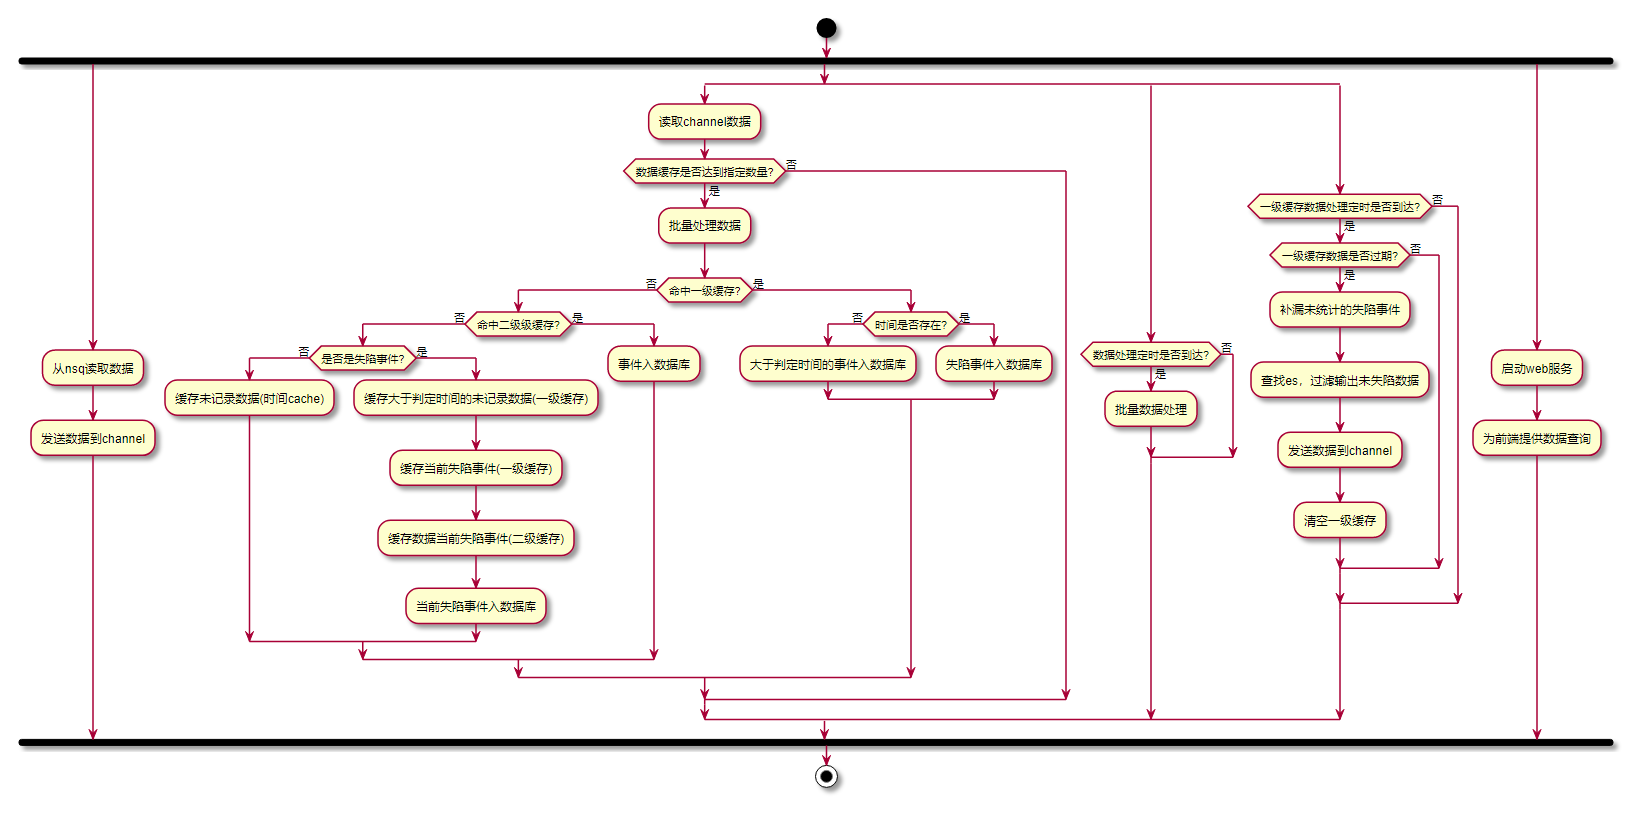 从nsq读取数据
发送数据到channel
读取channel数据
数据缓存是否达到指定数量?
否
是
批量处理数据
命中一级缓存?
否
是
命中二级级缓存?
否
是
是否是失陷事件?
否
是
缓存未记录数据(时间cache)
缓存大于判定时间的未记录数据(一级缓存)
缓存当前失陷事件(一级缓存)
缓存数据当前失陷事件(二级缓存)
当前失陷事件入数据库
事件入数据库
时间是否存在?
否
是
大于判定时间的事件入数据库
失陷事件入数据库
数据处理定时是否到达?
否
是
批量数据处理
一级缓存数据处理定时是否到达?
否
是
一级缓存数据是否过期?
否
是
补漏未统计的失陷事件
查找es，过滤输出未失陷数据
发送数据到channel
清空一级缓存
启动web服务
为前端提供数据查询